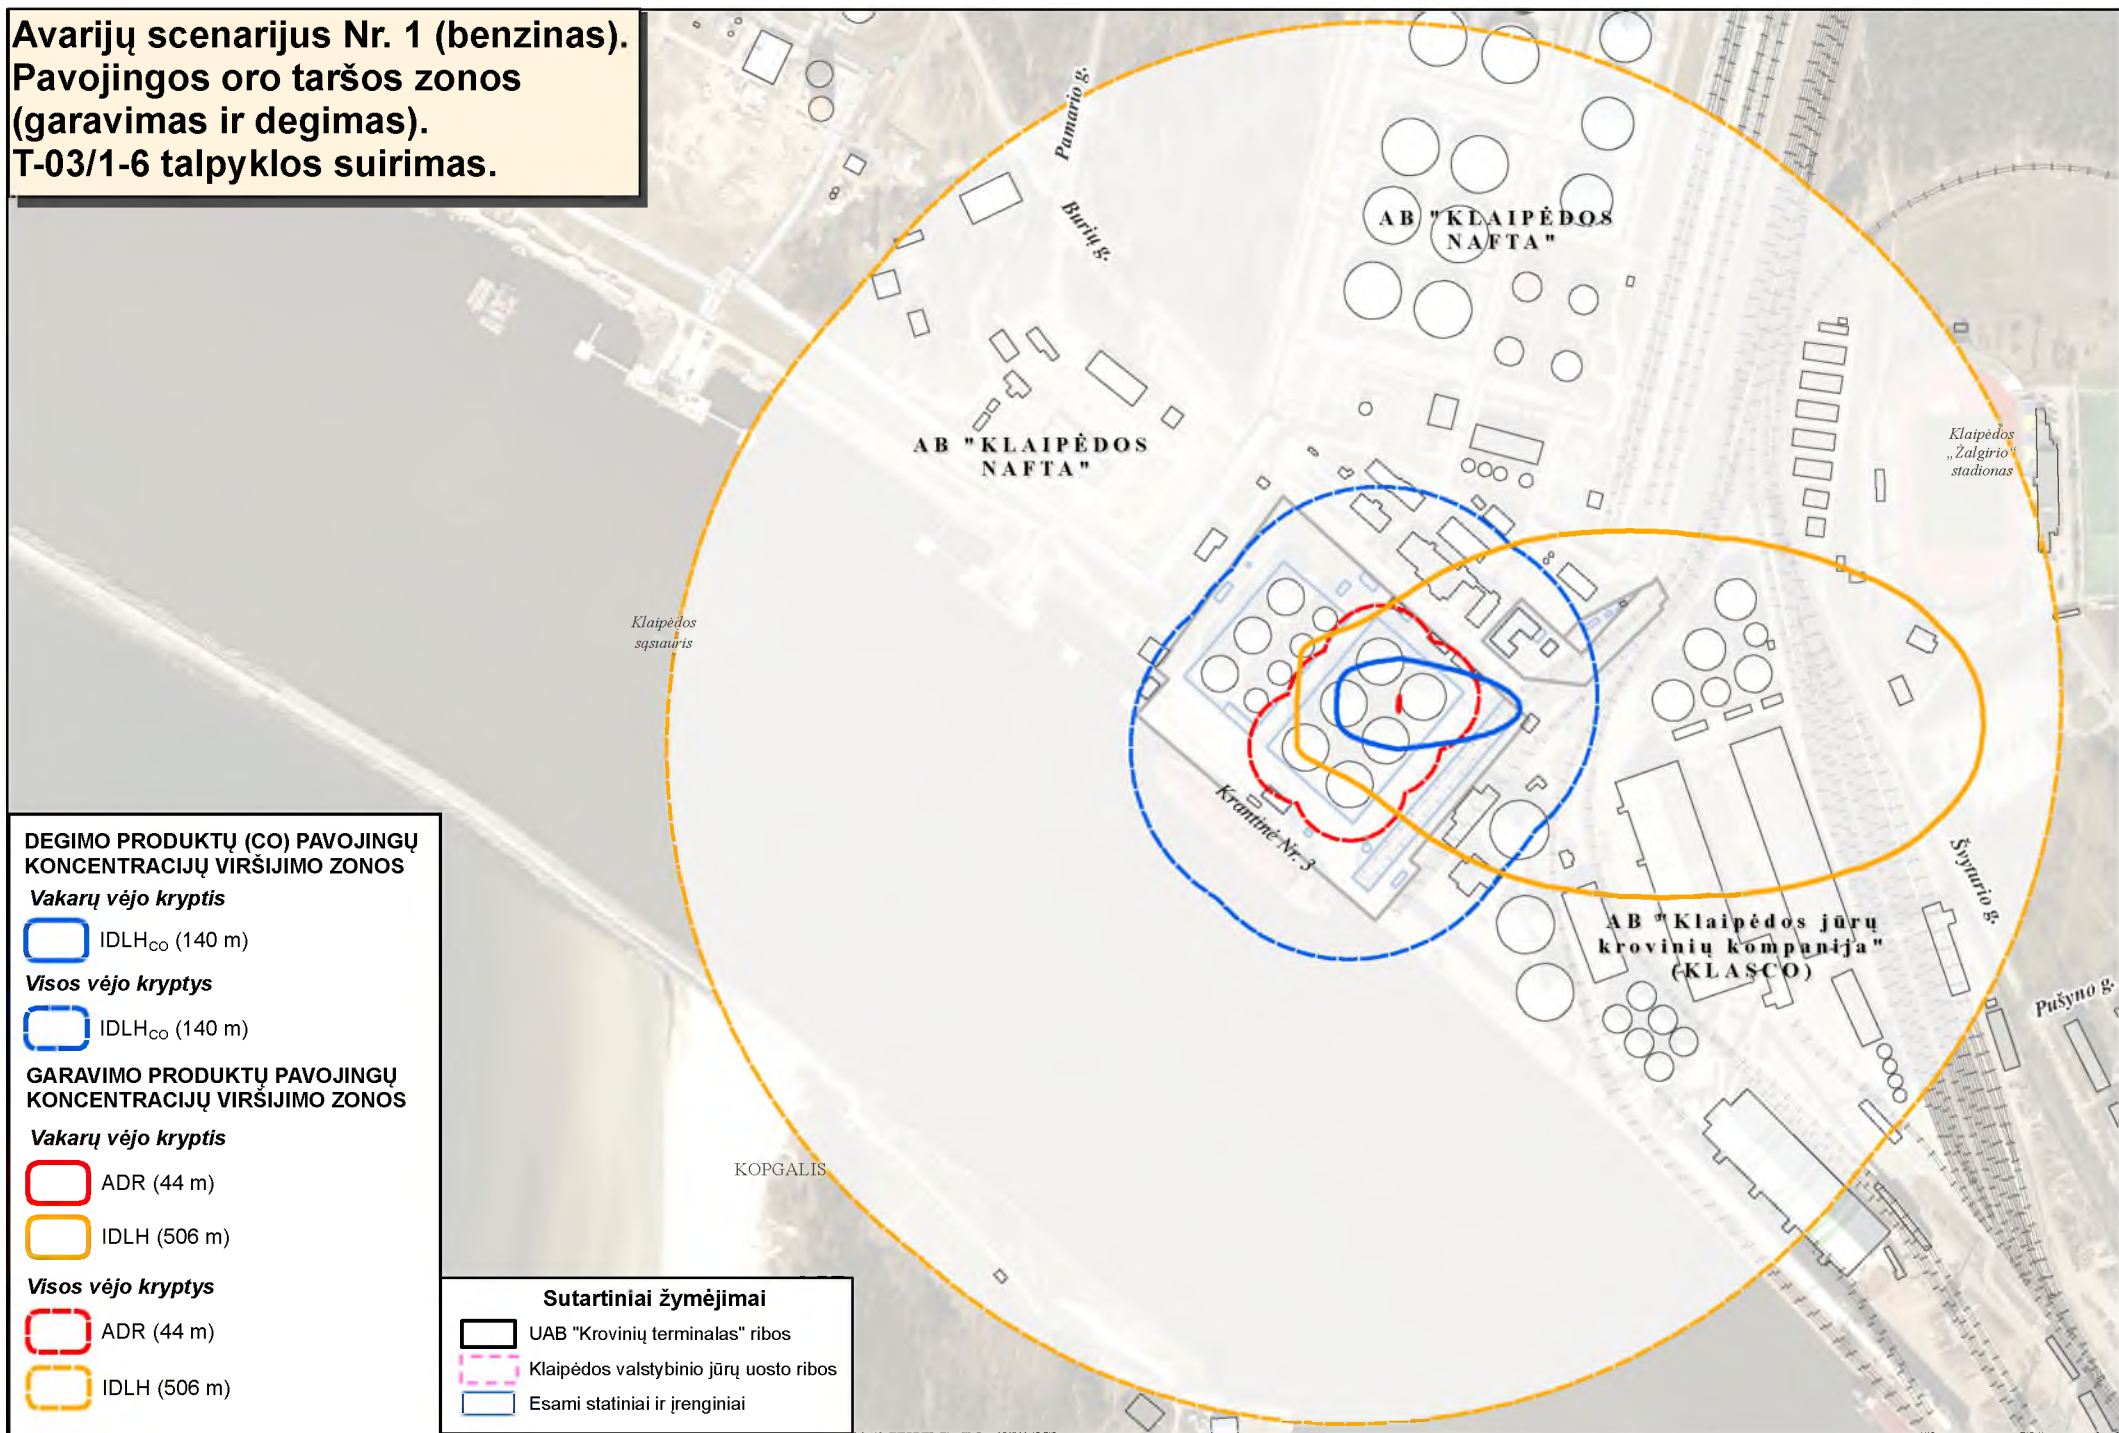 Avarijų scenarijus Nr. 1 (benzinas).
Pavojingos oro taršos zonos
(garavimas ir degimas).
T-03/1-6 talpyklos suirimas.
Pamario g.
Burių g.
AB "KLAIPĖDOS
NAFTA"
AB "KLAIPĖDOS
NAFTA"
Klaipėdos
„Žalgirio“
stadionas
Klaipėdos
sąsiauris
Krantinė Nr. 3
Švyturio g.
AB "Klaipėdos jūrų
krovinių kompanija"
(KLASCO)
Pušyno g.
KOPGALIS
DEGIMO PRODUKTŲ (CO) PAVOJINGŲ
KONCENTRACIJŲ VIRŠIJIMO ZONOS
Vakarų vėjo kryptis
IDLHCO (140 m)
Visos vėjo kryptys
IDLHCO (140 m)
GARAVIMO PRODUKTŲ PAVOJINGŲ
KONCENTRACIJŲ VIRŠIJIMO ZONOS
Vakarų vėjo kryptis
ADR (44 m)
IDLH (506 m)
Visos vėjo kryptys
ADR (44 m)
IDLH (506 m)
Sutartiniai žymėjimai
UAB "Krovinių terminalas" ribos
Klaipėdos valstybinio jūrų uosto ribos
Esami statiniai ir įrenginiai